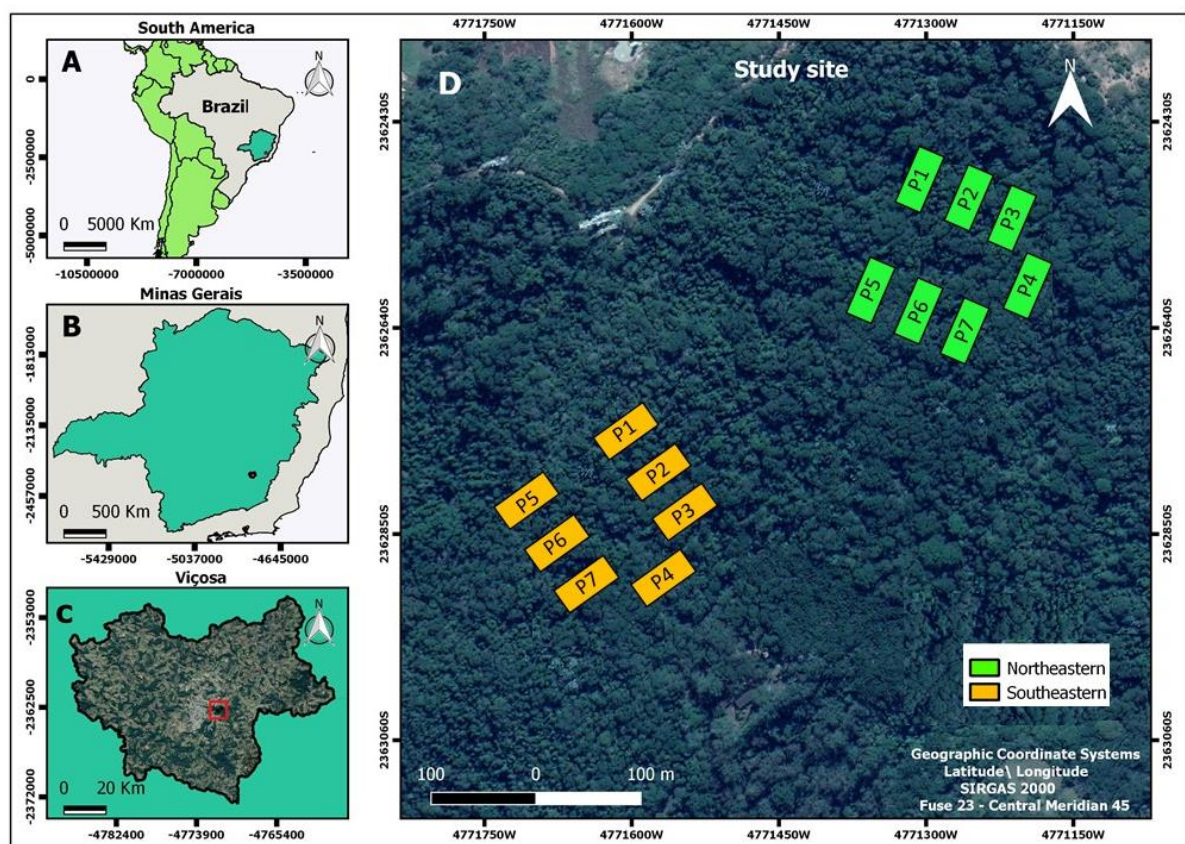 South America
A
N
Brazil
0
-2500000
-5000000
0 5000 Km
-10500000 -7000000 -3500000
Minas Gerais
B
N
-1813000
-2135000
-2457000
0 500 Km
-5429000 -5037000 -4645000
Viçosa
C
N
-2353000
-2362500
-2372000
0 20 Km
-4782400 -4773900 -4765400
4771750W 4771600W 4771450W 4771300W 4771150W
D
Study site
N
2362430S
2362640S
2362850S
2363060S
2362430S
2362640S
2362850S
2363060S
P1
P2
P3
P4
P5
P6
P7
P1
P2
P3
P4
P5
P6
P7
Northeastern
Southeastern
Geographic Coordinate Systems
Latitude\ Longitude
SIRGAS 2000
Fuse 23 - Central Meridian 45
100 0 100 m
4771750W 4771600W 4771450W 4771300W 4771150W